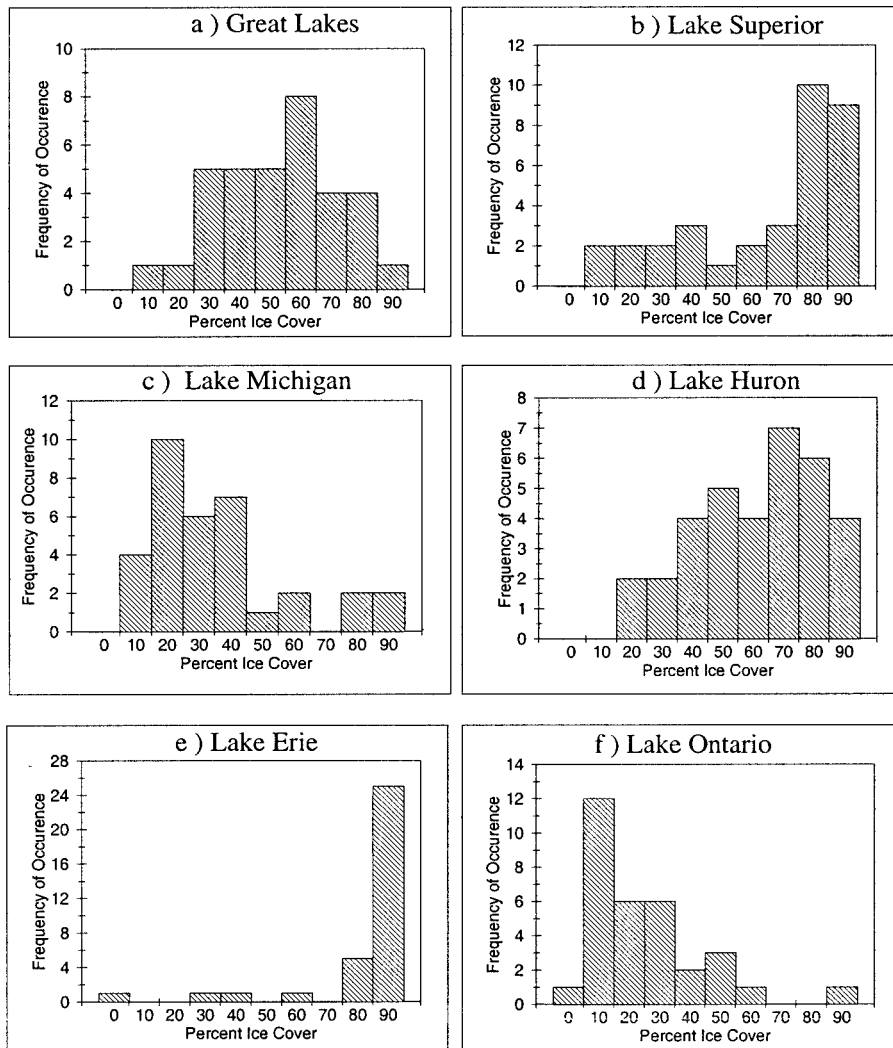 a ) Great Lakes
Frequency of Occurence
10
8
6
4
2
0
0 10 20 30 40 50 60 70 80 90
Percent Ice Cover
b ) Lake Superior
Frequency of Occurence
12
10
8
6
4
2
0
0 10 20 30 40 50 60 70 80 90
Percent Ice Cover
c ) Lake Michigan
Frequency of Occurence
12
10
8
6
4
2
0
0 10 20 30 40 50 60 70 80 90
Percent Ice Cover
d ) Lake Huron
Frequency of Occurence
8
7
6
5
4
3
2
1
0
0 10 20 30 40 50 60 70 80 90
Percent Ice Cover
e ) Lake Erie
Frequency of Occurence
28
24
20
16
12
8
4
0
0 10 20 30 40 50 60 70 80 90
Percent Ice Cover
f ) Lake Ontario
Frequency of Occurence
14
12
10
8
6
4
2
0
0 10 20 30 40 50 60 70 80 90
Percent Ice Cover